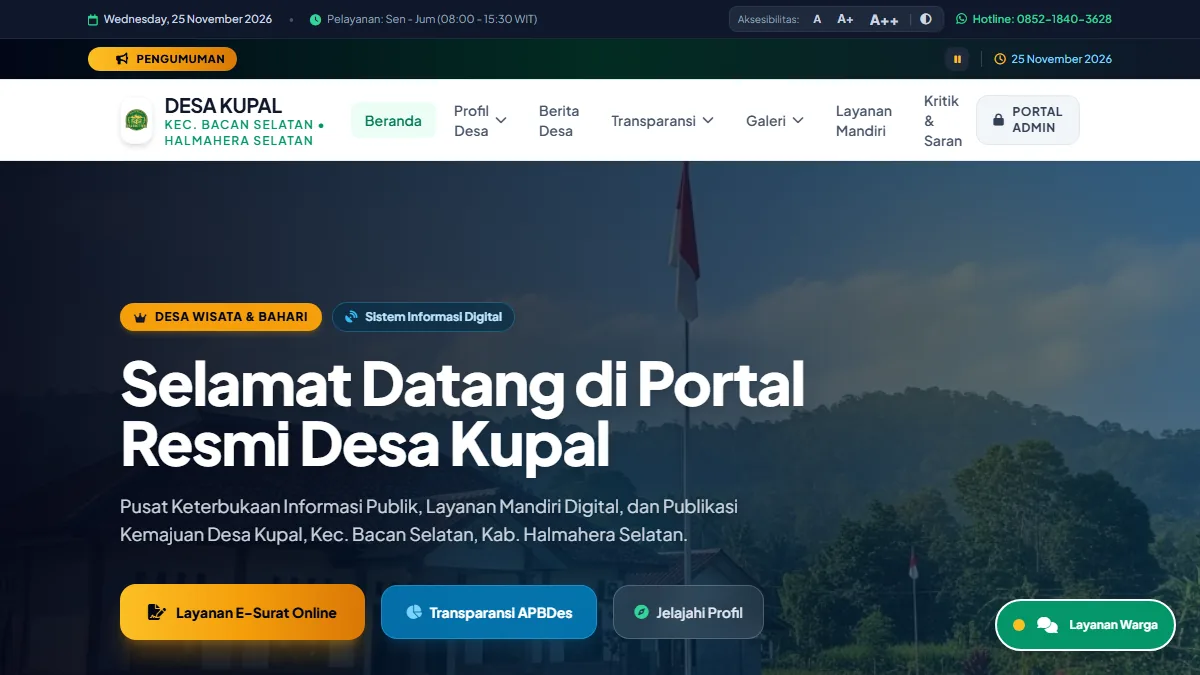 Wednesday, 25 November 2026
Pelayanan: Sen - Jum (08:00 - 15:30 WIT)
Aksesibilitas: A A+ A++
Hotline: 0852-1840-3628
PENGUMUMAN
25 November 2026
DESA KUPAL
KEC. BACAN SELATAN •
HALMAHERA SELATAN
Beranda
Profil
Desa
Berita
Desa
Transparansi
Galeri
Layanan
Mandiri
Kritik
&
Saran
PORTAL
ADMIN
DESA WISATA & BAHARI
Sistem Informasi Digital
Selamat Datang di Portal
Resmi Desa Kupal
Pusat Keterbukaan Informasi Publik, Layanan Mandiri Digital, dan Publikasi
Kemajuan Desa Kupal, Kec. Bacan Selatan, Kab. Halmahera Selatan.
Layanan E-Surat Online
Transparansi APBDes
Jelajahi Profil
Layanan Warga